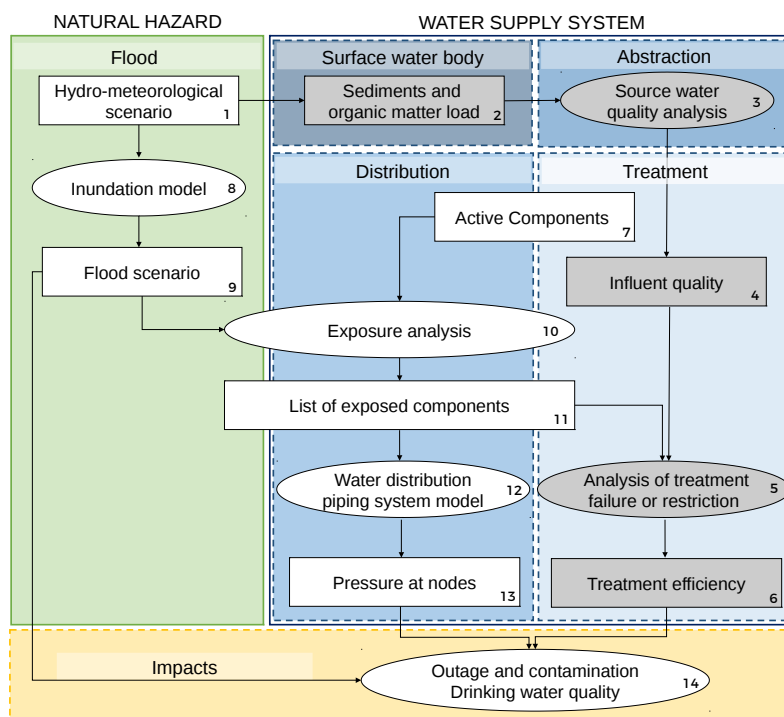 NATURAL HAZARD
WATER SUPPLY SYSTEM
Flood
Surface water body
Abstraction
Hydro-meteorological
scenario
1
Sediments and
organic matter load
2
Source water
quality analysis
3
Distribution
Treatment
Inundation model
8
Active Components
7
Flood scenario
9
Influent quality
4
Exposure analysis
10
List of exposed components
11
Water distribution
piping system model
12
Analysis of treatment
failure or restriction
5
Pressure at nodes
13
Treatment efficiency
6
Impacts
Outage and contamination
Drinking water quality
14